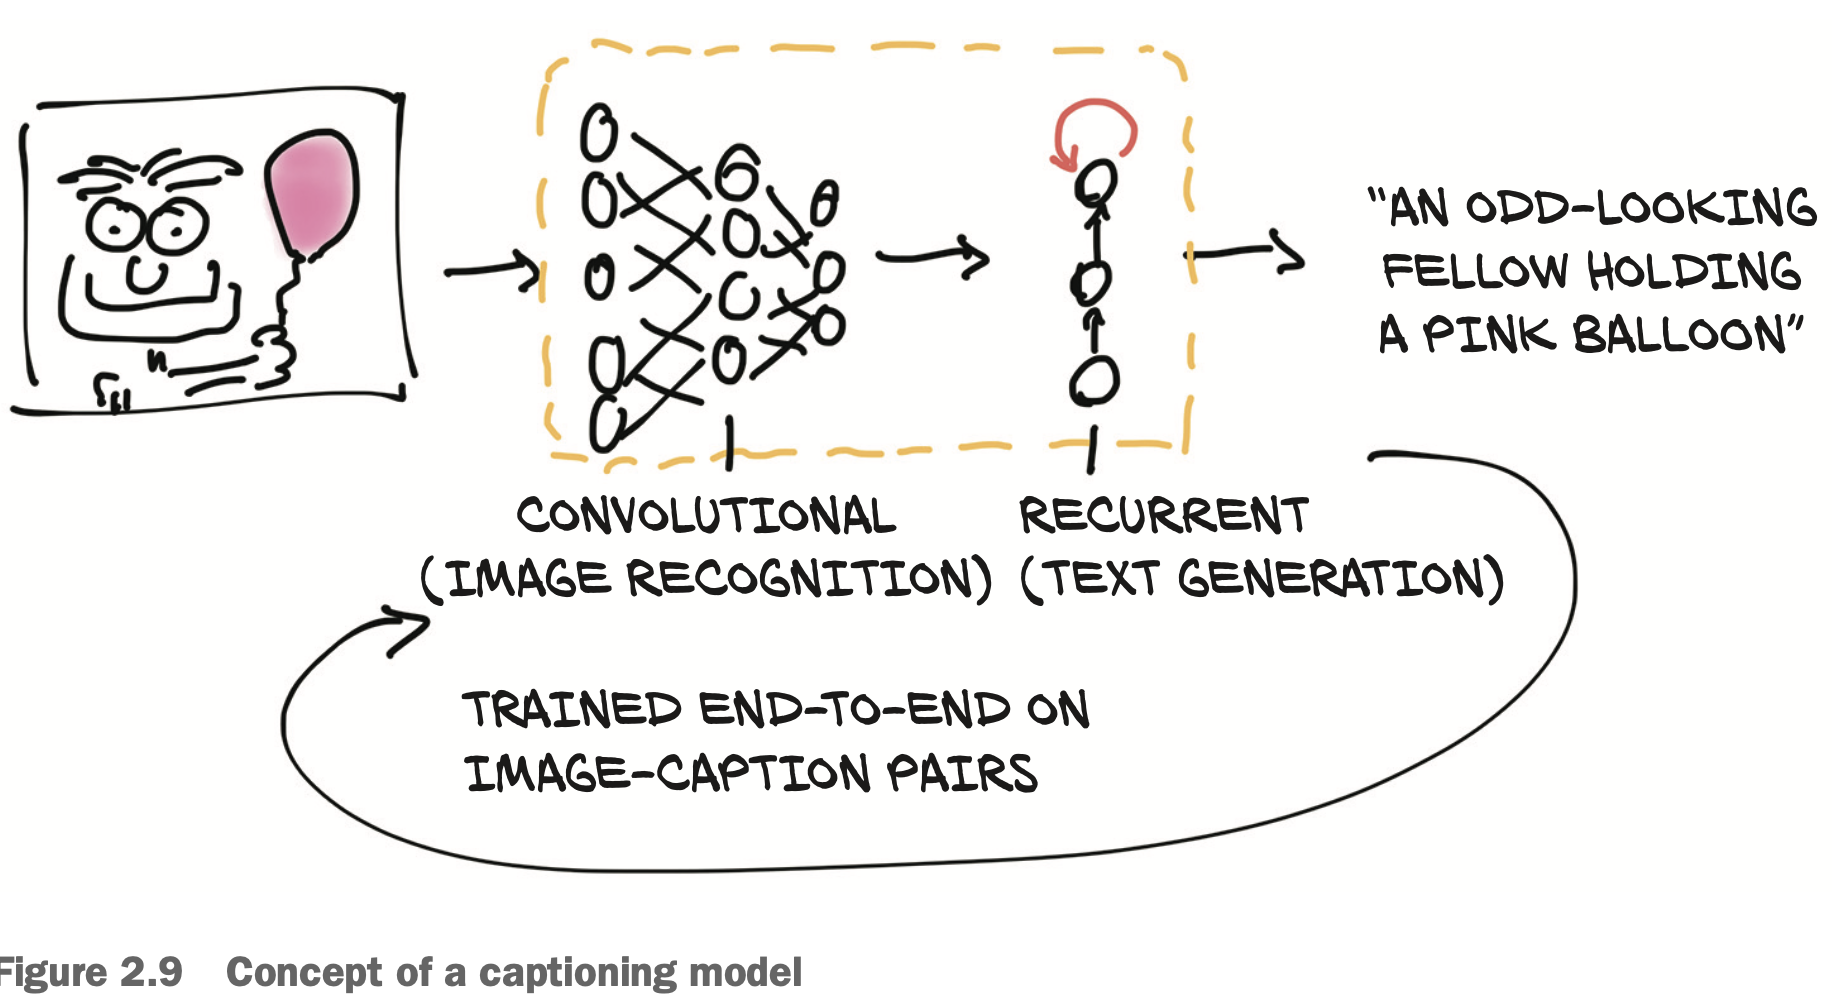 "AN ODD-LOOKING
FELLOW HOLDING
A PINK BALLOON"
CONVOLUTIONAL
(IMAGE RECOGNITION)
RECURRENT
(TEXT GENERATION)
TRAINED END-TO-END ON
IMAGE-CAPTION PAIRS
Figure 2.9 Concept of a captioning model